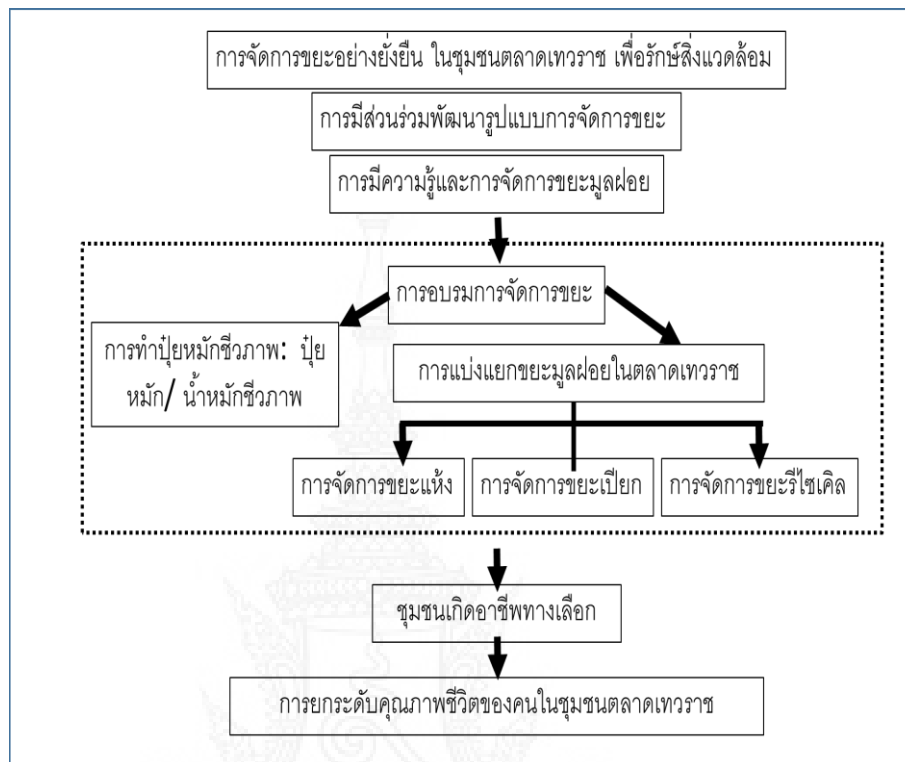 การจัดการขยะอย่างยั่งยืน ในชุมชนตลาดเทวราช เพื่อรักษ์สิ่งแวดล้อม
การมีส่วนร่วมพัฒนารูปแบบการจัดการขยะ
การมีความรู้และการจัดการขยะมูลฝอย
การอบรมการจัดการขยะ
การทำปุ๋ยหมักชีวภาพ: ปุ๋ย
หมัก/ น้ำหมักชีวภาพ
การแบ่งแยกขยะมูลฝอยในตลาดเทวราช
การจัดการขยะแห้ง
การจัดการขยะเปียก
การจัดการขยะรีไซเคิล
ชุมชนเกิดอาชีพทางเลือก
การยกระดับคุณภาพชีวิตของคนในชุมชนตลาดเทวราช